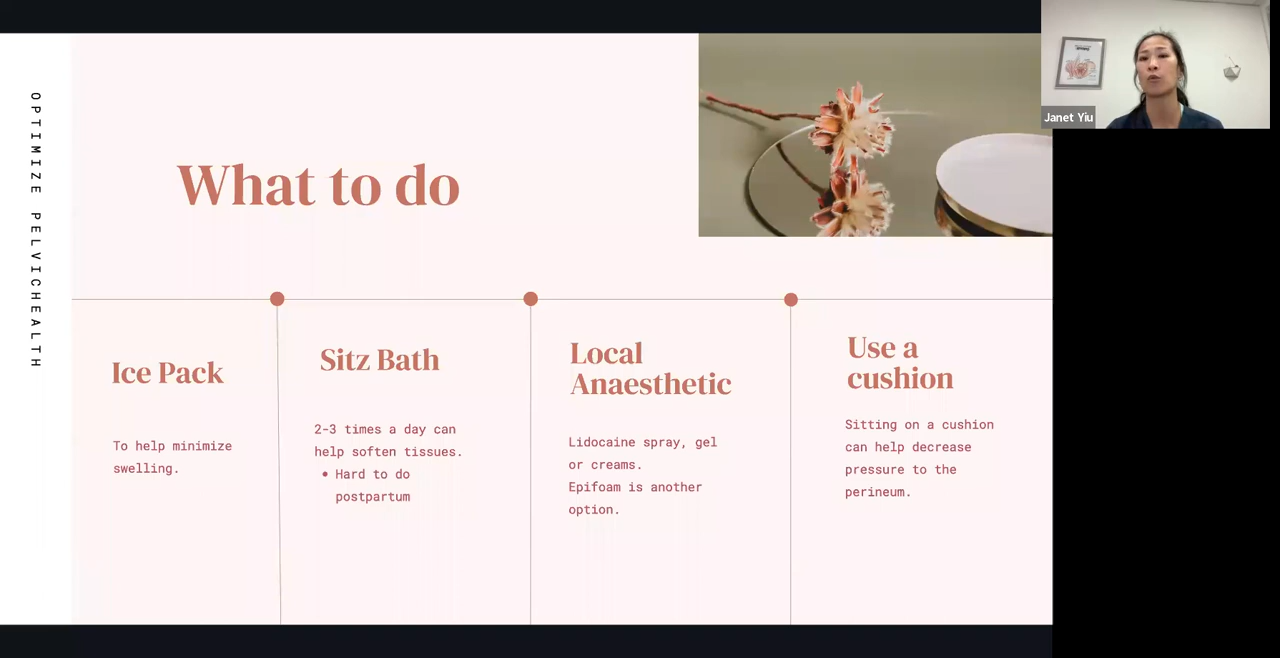 OPTIMIZE PELVICHEALTH
What to do
Ice Pack
To help minimize
swelling.
Sitz Bath
2-3 times a day can
help soften tissues.
• Hard to do
postpartum
Local
Anaesthetic
Lidocaine spray, gel
or creams.
Epifoam is another
option.
Use a
cushion
Sitting on a cushion
can help decrease
pressure to the
perineum.
Janet Yiu